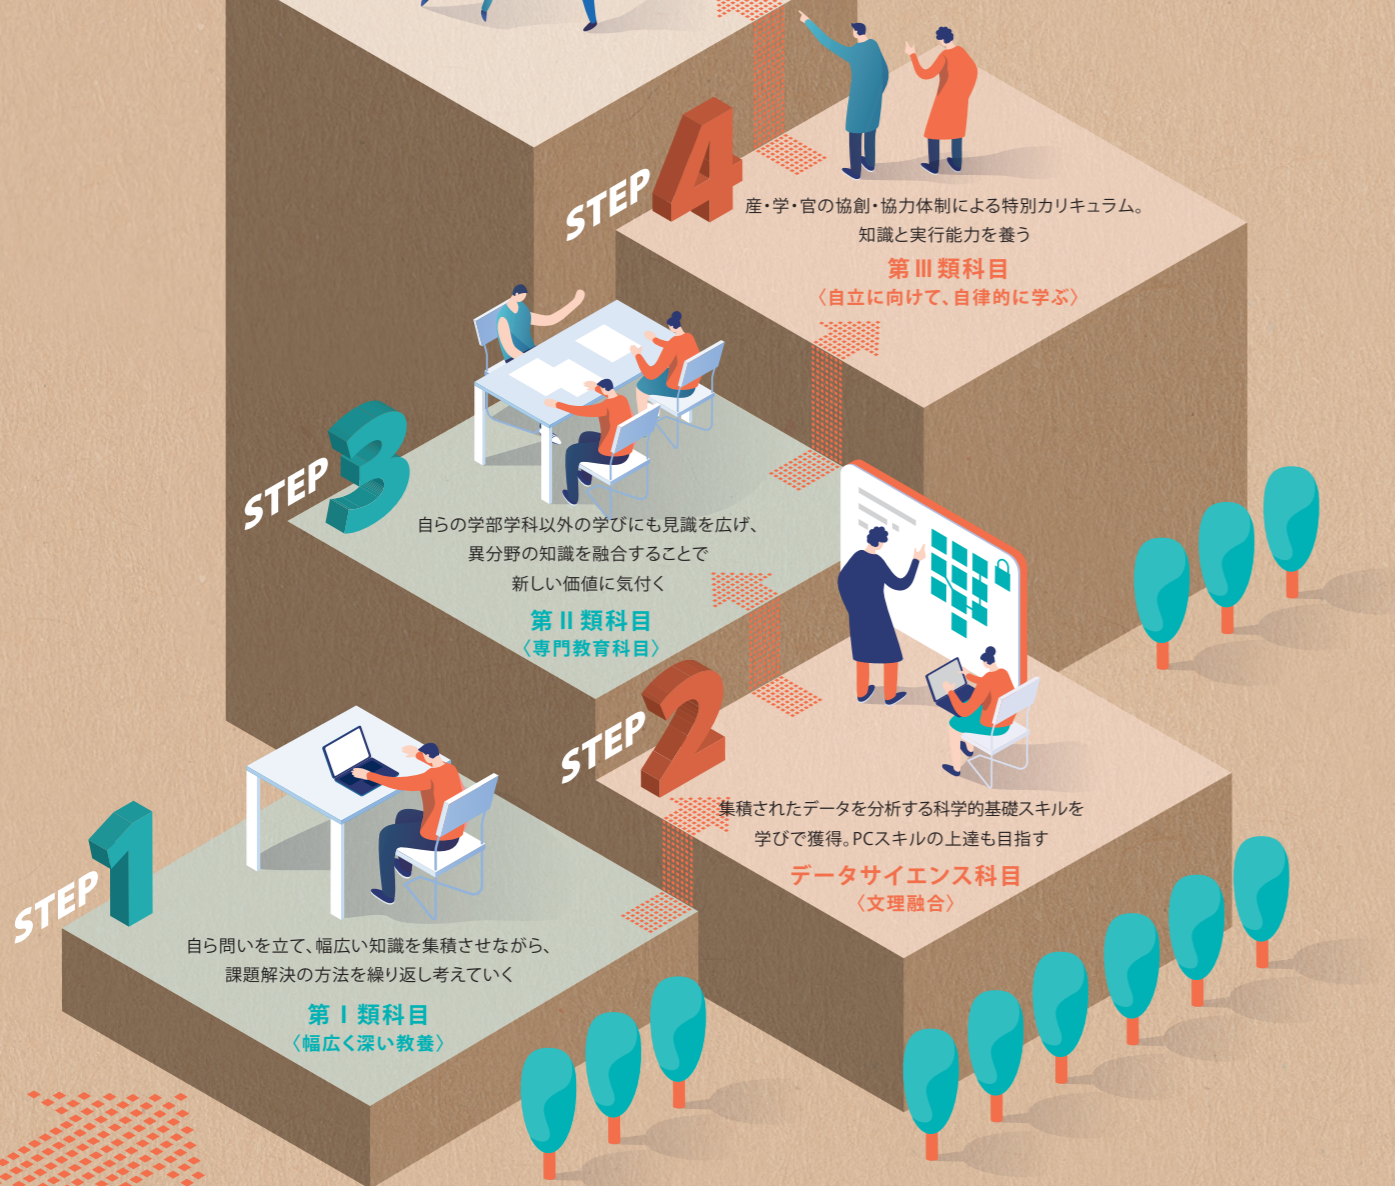 STEP 4
産・学・官の協創・協力体制による特別カリキュラム。
知識と実行能力を養う
第Ⅲ類科目
〈自立に向けて、自律的に学ぶ〉
STEP 3
自らの学部学科以外の学びにも見識を広げ、
異分野の知識を融合することで
新しい価値に気付く
第Ⅱ類科目
〈専門教育科目〉
STEP 2
集積されたデータを分析する科学的基礎スキルを
学びで獲得。PCスキルの上達も目指す
データサイエンス科目
〈文理融合〉
STEP 1
自ら問いを立て、幅広い知識を集積させながら、
課題解決の方法を繰り返し考えていく
第Ⅰ類科目
〈幅広く深い教養〉